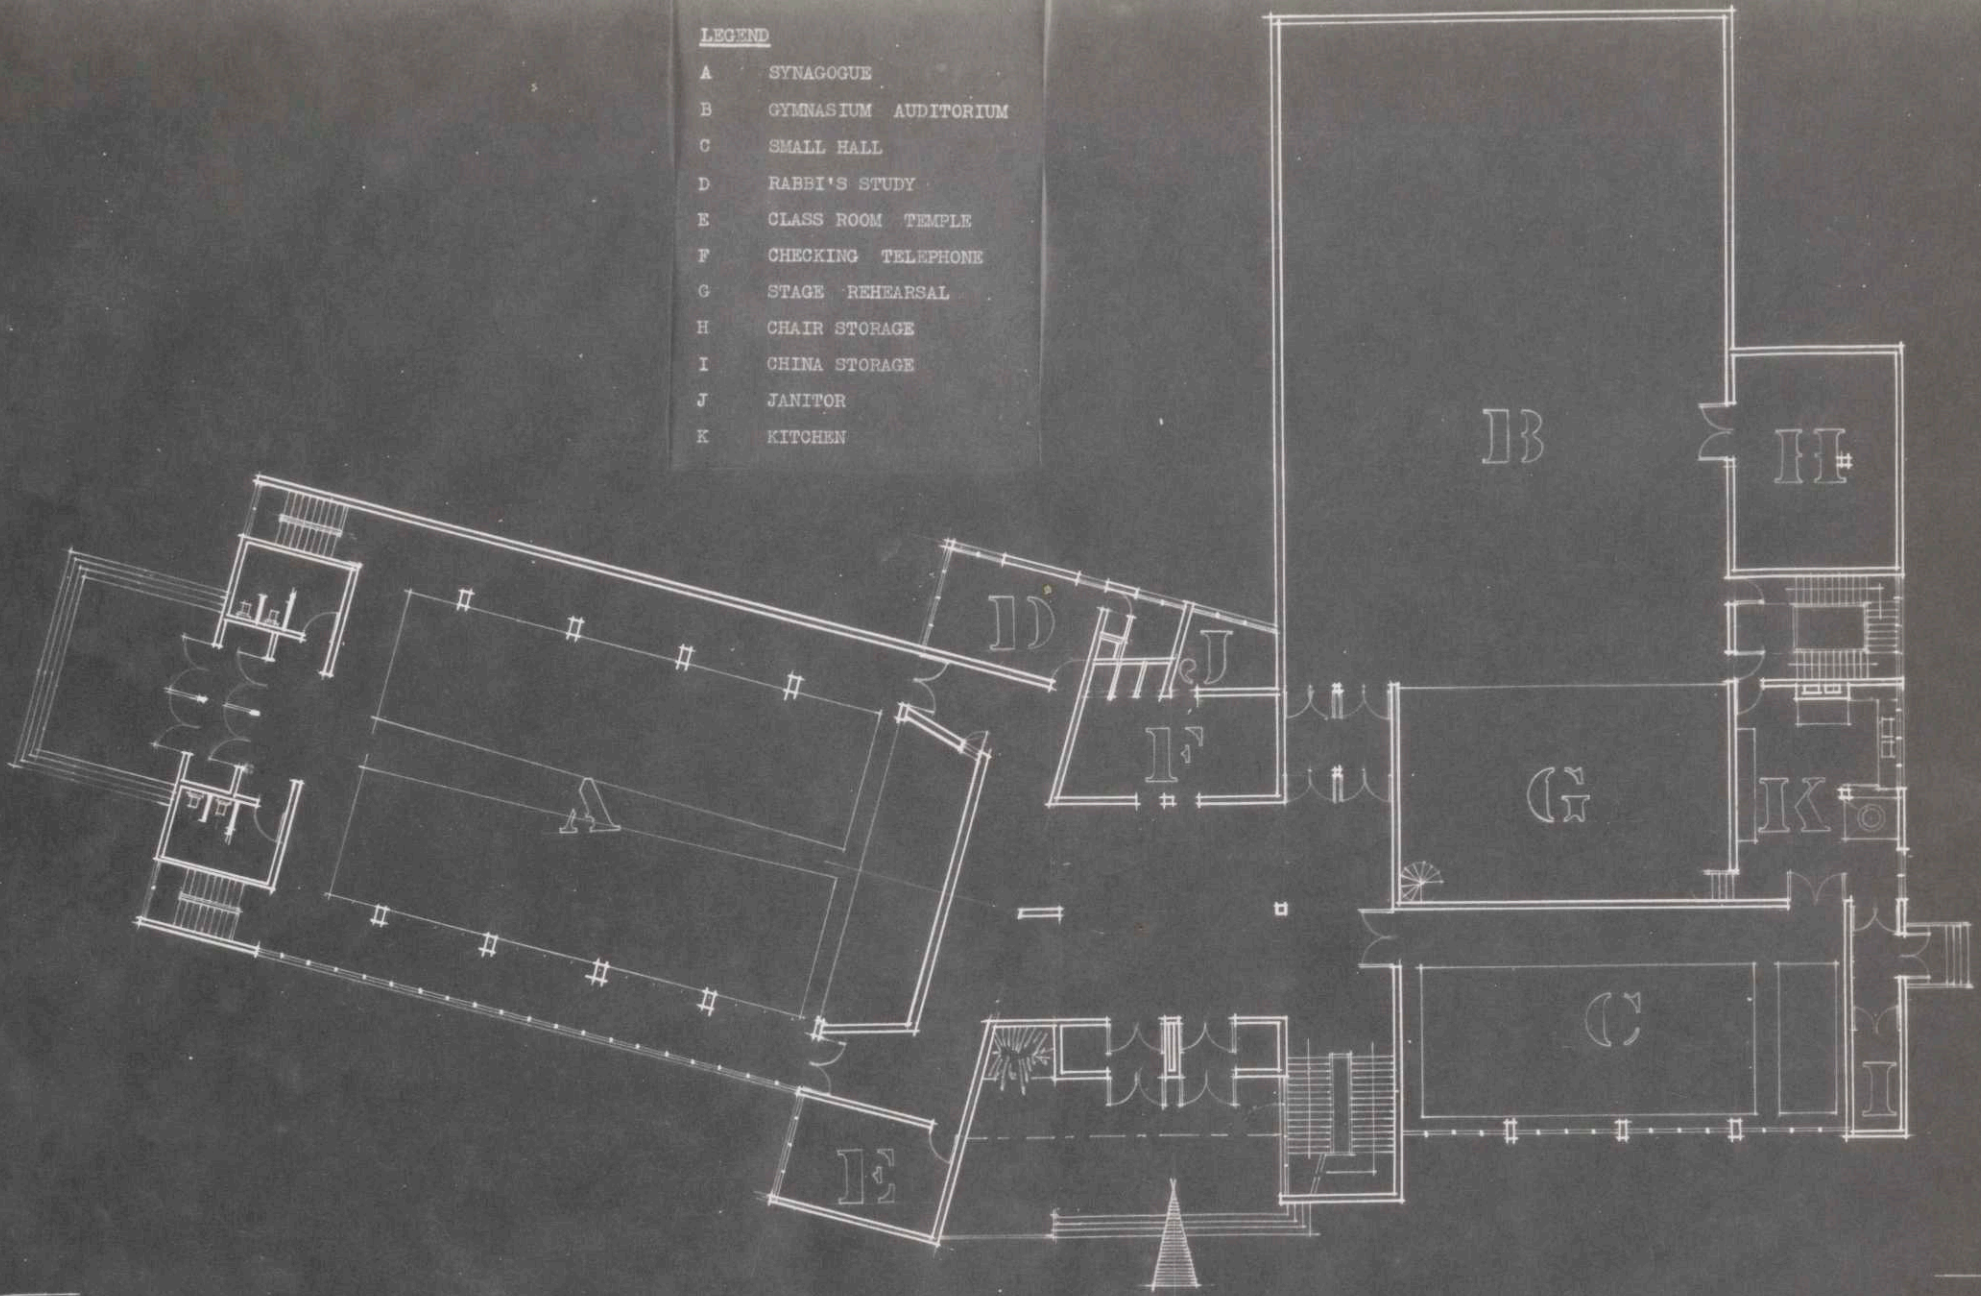 LEGEND
A SYNAGOGUE
B GYMNASIUM AUDITORIUM
C SMALL HALL
D RABBI'S STUDY
E CLASS ROOM TEMPLE
F CHECKING TELEPHONE
G STAGE REHEARSAL
H CHAIR STORAGE
I CHINA STORAGE
J JANITOR
K KITCHEN
B
H
D
J
F
A
G
K
C
I
E